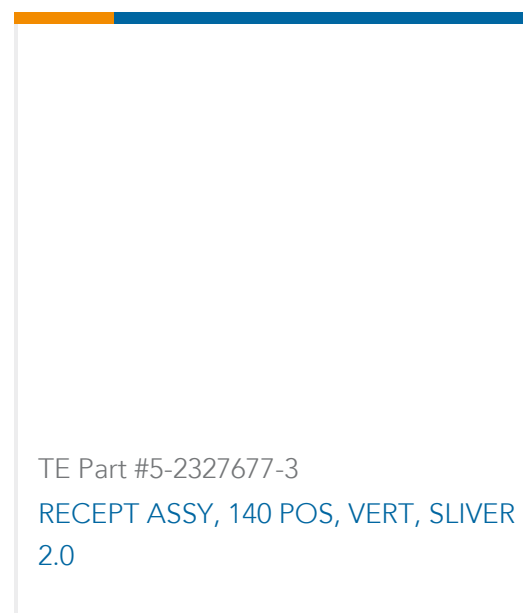 TE Part #5-2327677-3
RECEPT ASSY, 140 POS, VERT, SLIVER
2.0